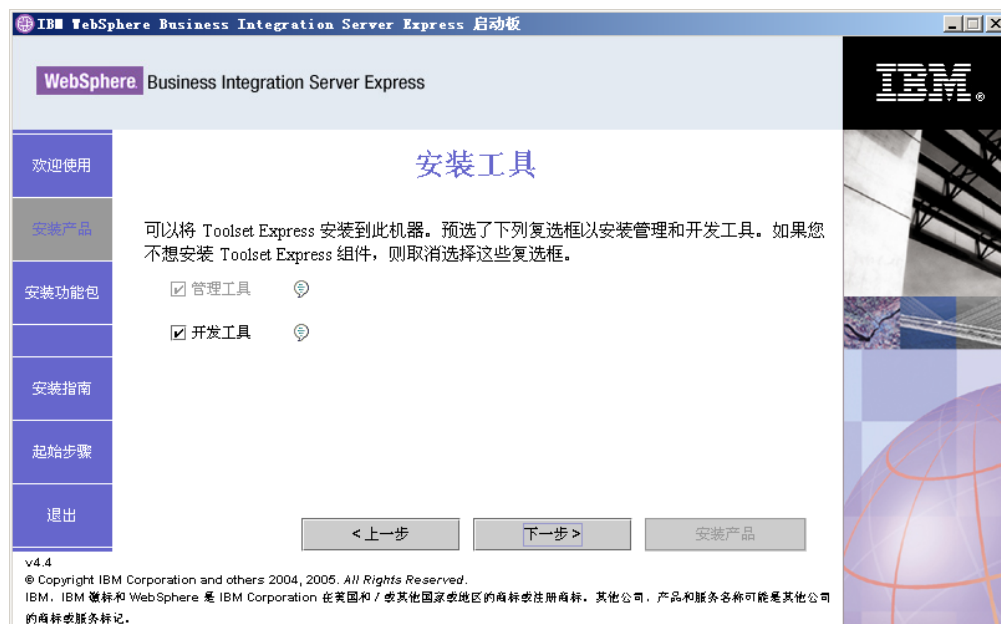 IBM WebSphere Business Integration Server Express 启动板
WebSphere. Business Integration Server Express
IBM®
欢迎使用
安装产品
安装功能包
安装指南
起始步骤
退出
安装工具
可以将 Toolset Express 安装到此机器。预选了下列复选框以安装管理和开发工具。如果您
不想安装 Toolset Express 组件，则取消选择这些复选框。
管理工具
开发工具
<上一步
下一步>
安装产品
v4.4
© Copyright IBM Corporation and others 2004, 2005. All Rights Reserved.
IBM、IBM 徽标和 WebSphere 是 IBM Corporation 在美国和 / 或其他国家或地区的商标或注册商标。其他公司、产品和服务名称可能是其他公司
的商标或服务标记。